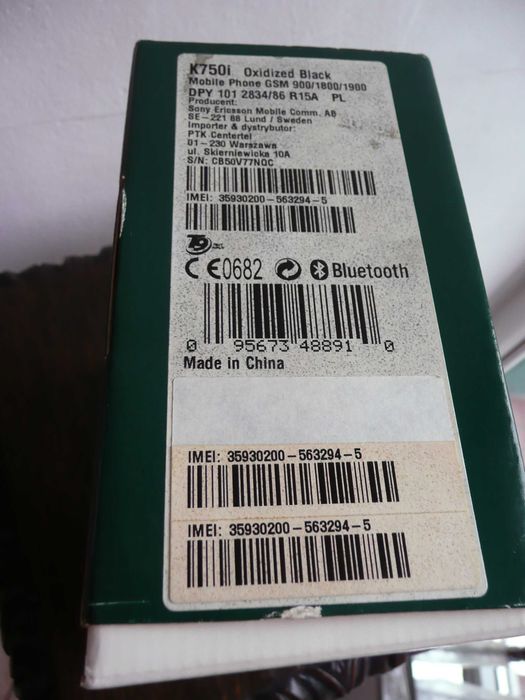 K750i Oxidized Black
Mobile Phone GSM 900/1800/1900
DPY 101 2834/86 R15A PL
Producent:
Sony Ericsson Mobile Comm. AB
SE-221 88 Lund / Sweden
Importer & dystrybutor:
PTK Centertel
01-230 Warszawa
ul. Skierniewicka 10A
S/N: CB50V77NQC
IMEI: 35930200-563294-5
T9
CE0682 Bluetooth
0 95673 48891 0
Made in China
IMEI: 35930200-563294-5
IMEI: 35930200-563294-5